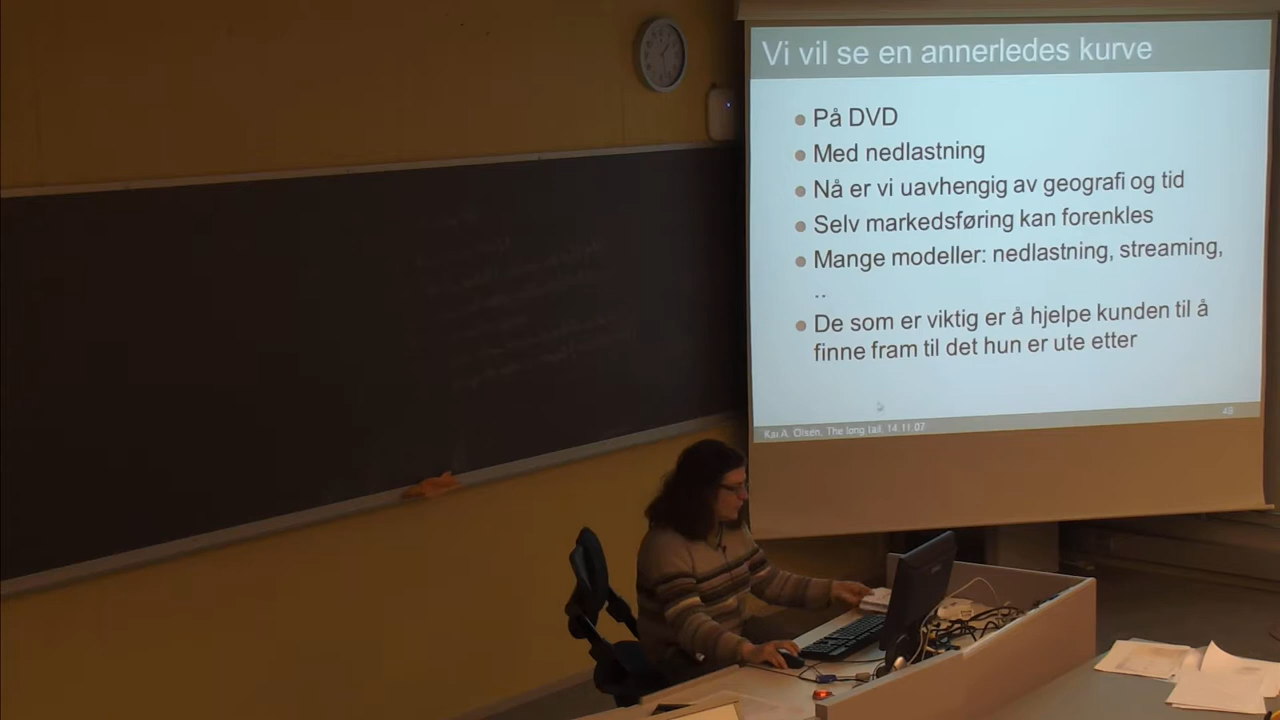 Vi vil se en annerledes kurve
På DVD
Med nedlastning
Nå er vi uavhengig av geografi og tid
Selv markedsføring kan forenkles
Mange modeller: nedlastning, streaming,
..
De som er viktig er å hjelpe kunden til å
finne fram til det hun er ute etter
Kai A. Olsen, The long tail, 14.11.07
48